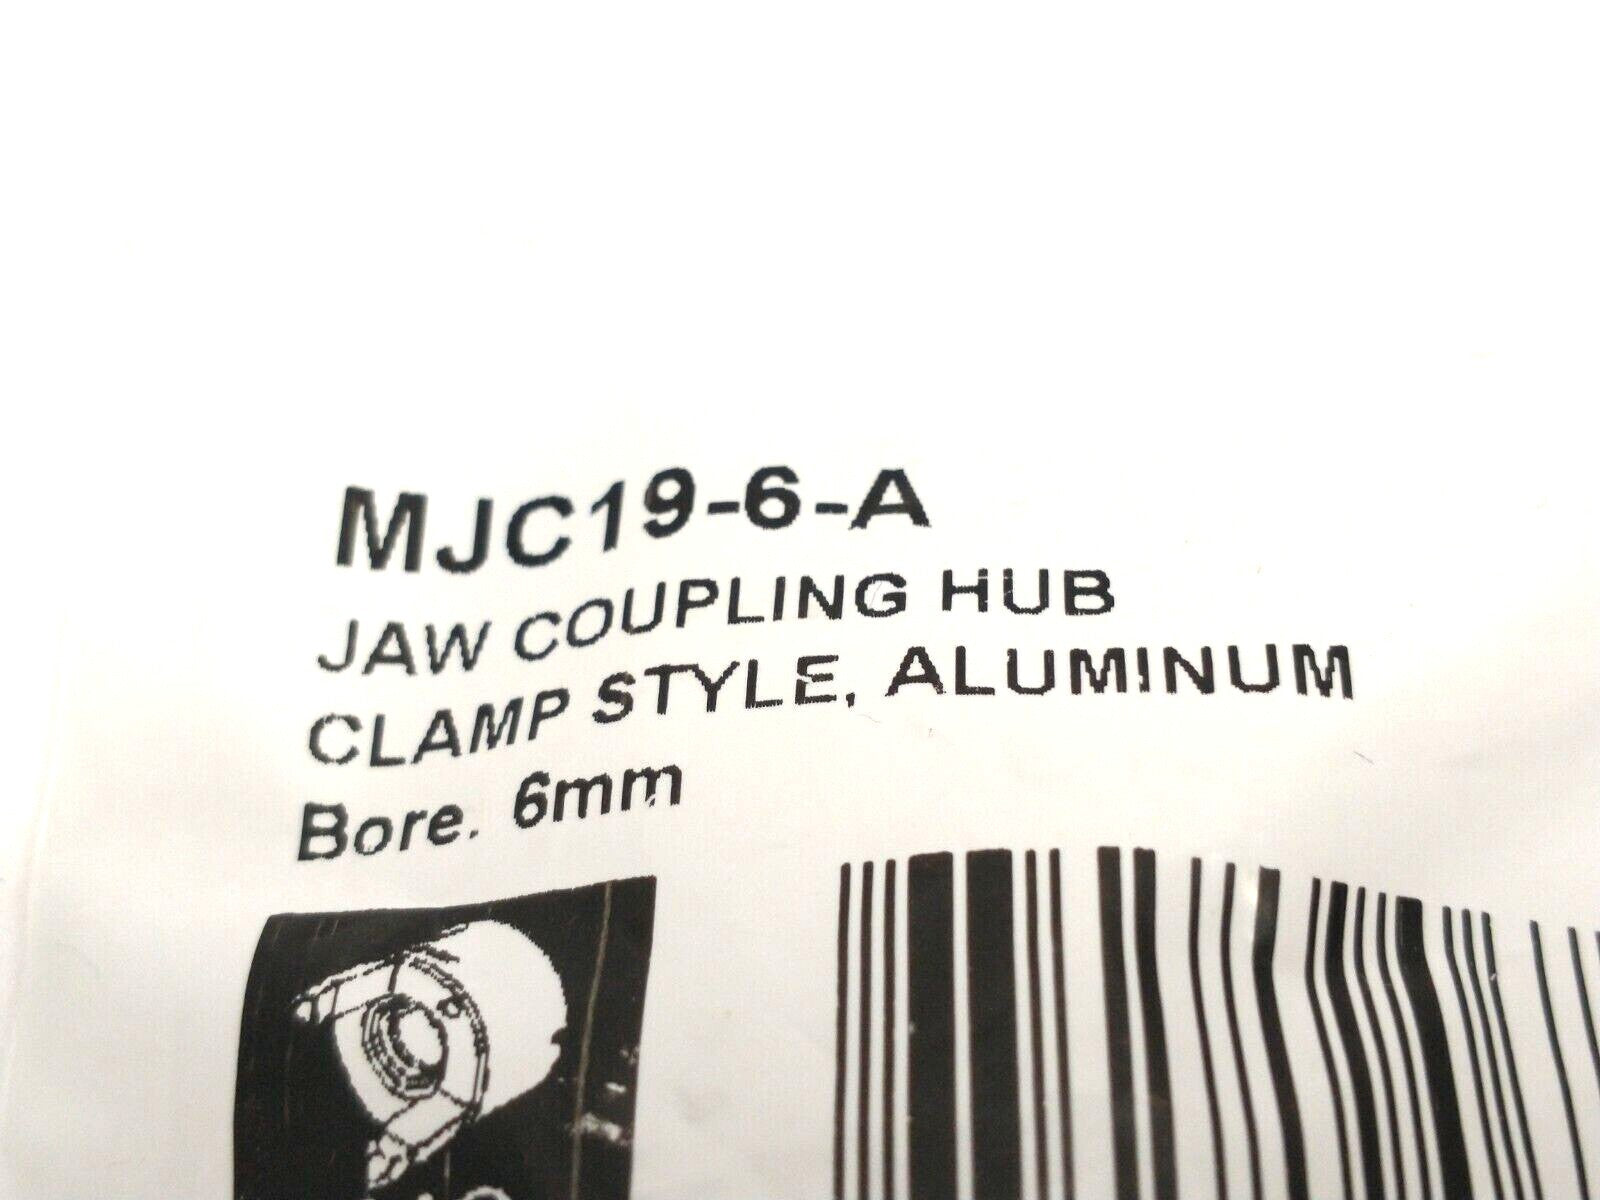 MJC19-6-A
JAW COUPLING HUB
CLAMP STYLE, ALUMINUM
Bore. 6mm